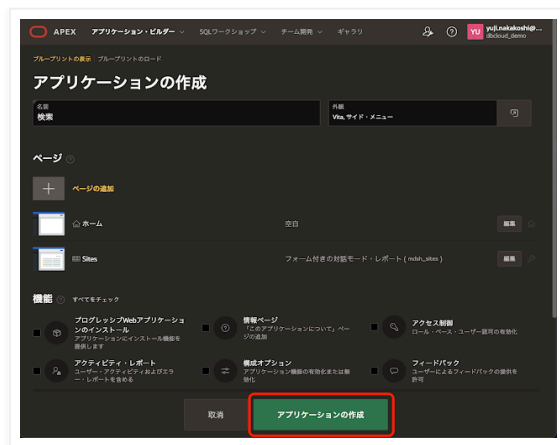 APEX アプリケーション・ビルダー SQLワークショップ チーム開発 ギャラリ YU yuji.nakakoshi@... dbcloud_demo
ブループリントの表示 ブループリントのロード
アプリケーションの作成
名前 外観
検索 Vita, サイド・メニュー
ページ
ページの追加
ホーム 空白 編集
Sites フォーム付きの対話モード・レポート ( mdsh_sites ) 編集
機能 すべてをチェック
プログレッシブWebアプリケーションのインストール
アプリケーションにインストール機能を提供します
情報ページ
「このアプリケーションについて」ページの追加
アクセス制御
ロール・ベース・ユーザー認可の有効化
アクティビティ・レポート
ユーザー・アクティビティおよびエラー・レポートを含める
構成オプション
アプリケーション機能の有効化または無効化
フィードバック
ユーザーによるフィードバックの提供を許可
取消 アプリケーションの作成